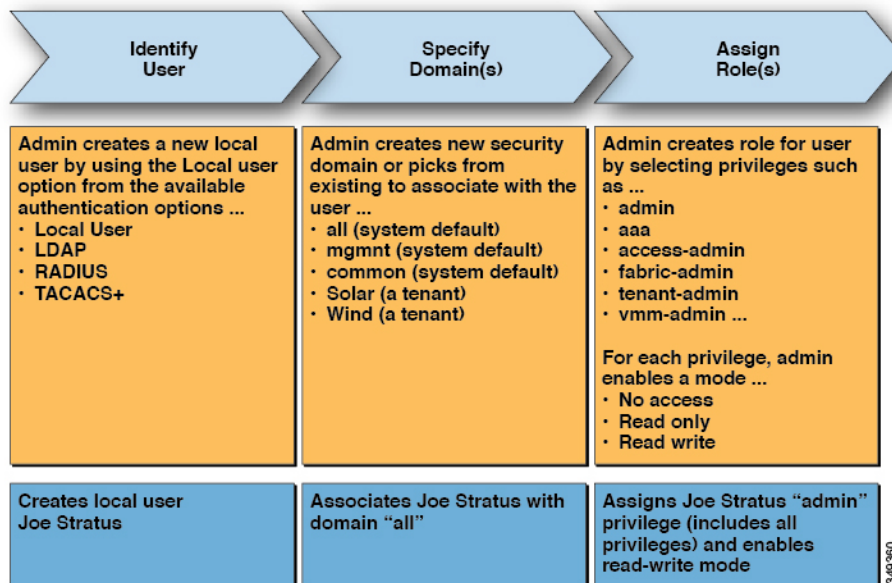 Identify
User
Specify
Domain(s)
Assign
Role(s)
Admin creates a new local
user by using the Local user
option from the available
authentication options ...
• Local User
• LDAP
• RADIUS
• TACACS+
Admin creates new security
domain or picks from
existing to associate with the
user ...
• all (system default)
• mgmnt (system default)
• common (system default)
• Solar (a tenant)
• Wind (a tenant)
Admin creates role for user
by selecting privileges such
as ...
• admin
• aaa
• access-admin
• fabric-admin
• tenant-admin
• vmm-admin ...
For each privilege, admin
enables a mode ...
• No access
• Read only
• Read write
Creates local user
Joe Stratus
Associates Joe Stratus with
domain “all”
Assigns Joe Stratus “admin”
privilege (includes all
privileges) and enables
read-write mode